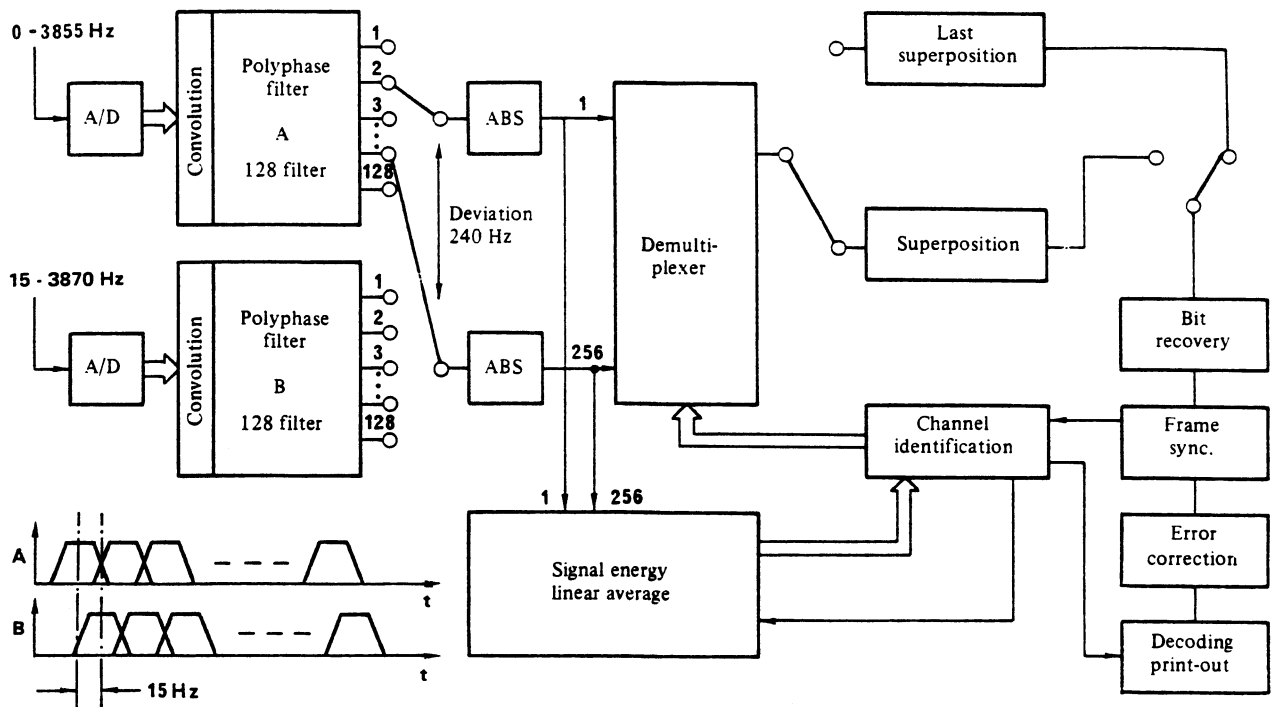 0 - 3855 Hz
A/D
Convolution
Polyphase
filter
A
128 filter
1
2
3
128
ABS
1
Deviation
240 Hz
15 - 3870 Hz
A/D
Convolution
Polyphase
filter
B
128 filter
1
2
3
128
ABS
256
Demulti-
plexer
Last
superposition
Superposition
Bit
recovery
Channel
identification
Frame
sync.
Error
correction
Decoding
print-out
1
256
Signal energy
linear average
A
t
B
t
15 Hz